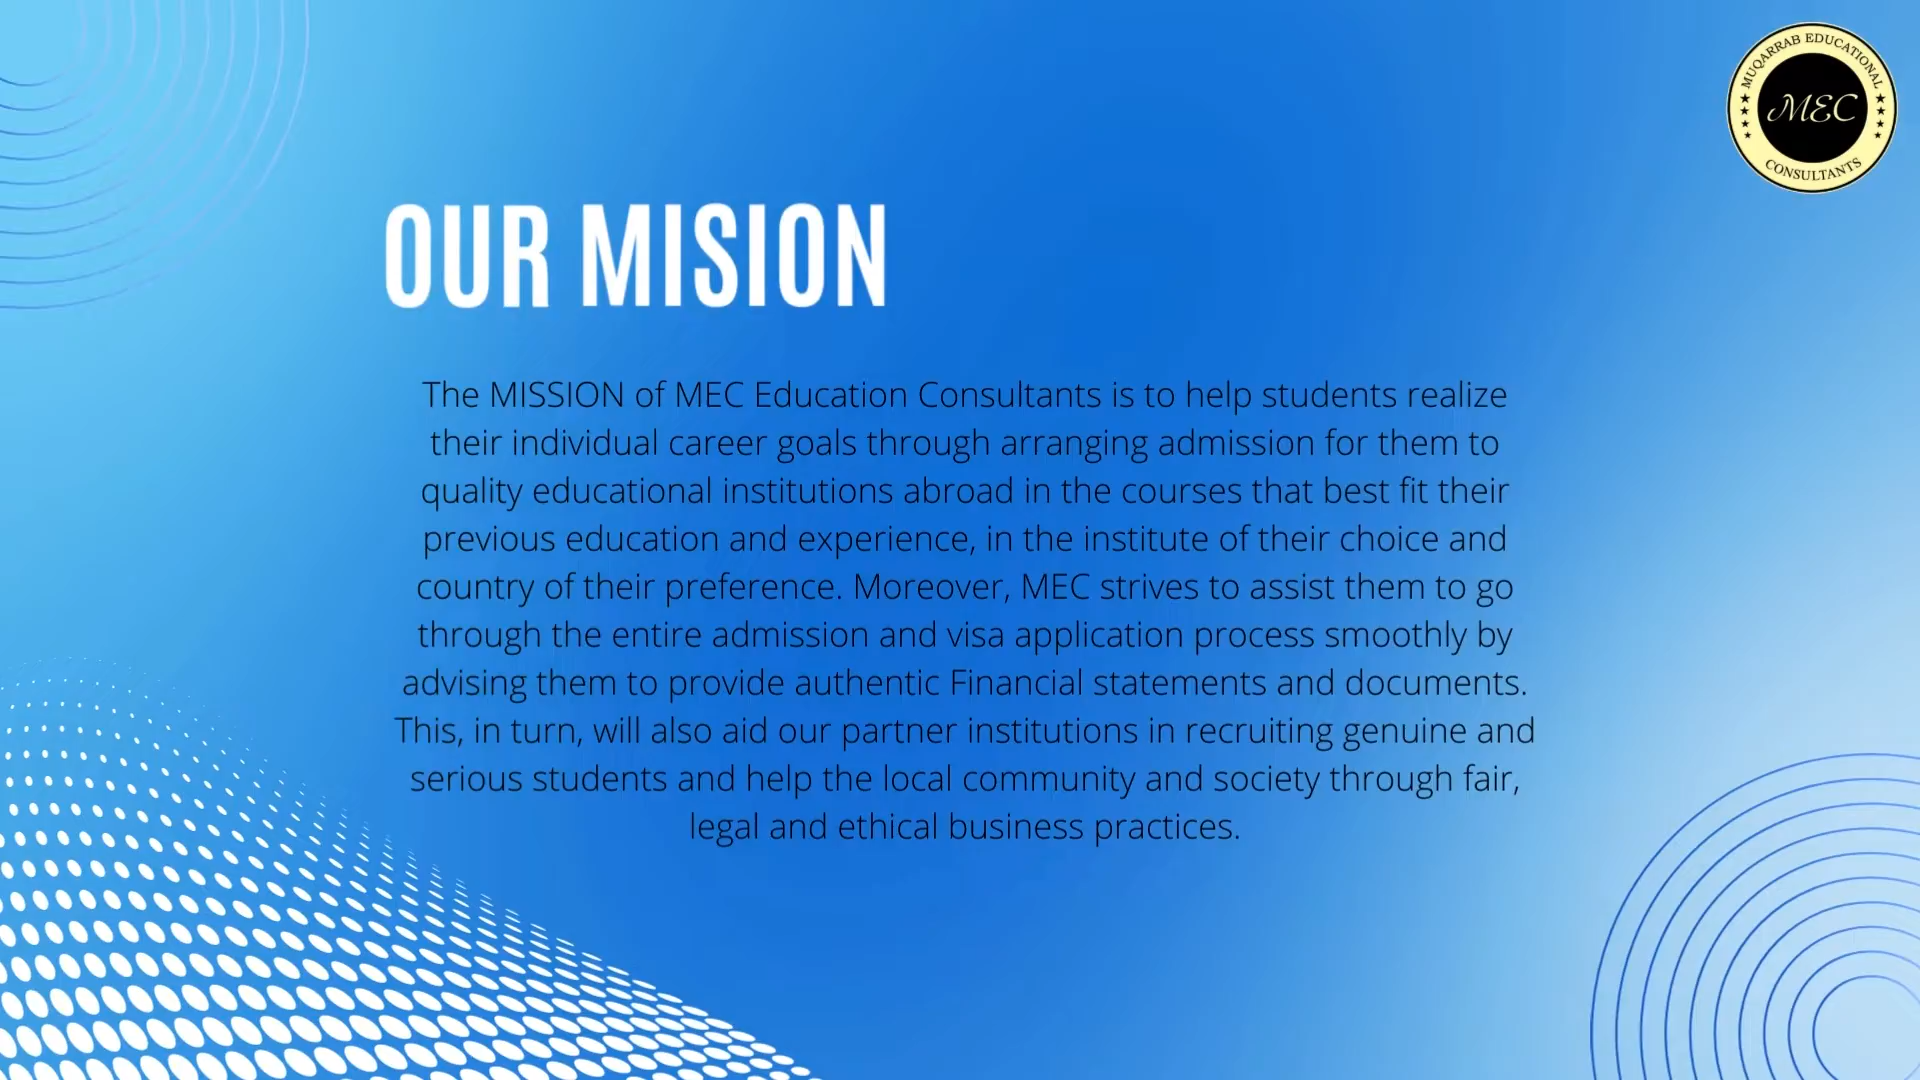 MUQARRAB EDUCATIONAL
MEC
CONSULTANTS
OUR MISION
The MISSION of MEC Education Consultants is to help students realize
their individual career goals through arranging admission for them to
quality educational institutions abroad in the courses that best fit their
previous education and experience, in the institute of their choice and
country of their preference. Moreover, MEC strives to assist them to go
through the entire admission and visa application process smoothly by
advising them to provide authentic Financial statements and documents.
This, in turn, will also aid our partner institutions in recruiting genuine and
serious students and help the local community and society through fair,
legal and ethical business practices.